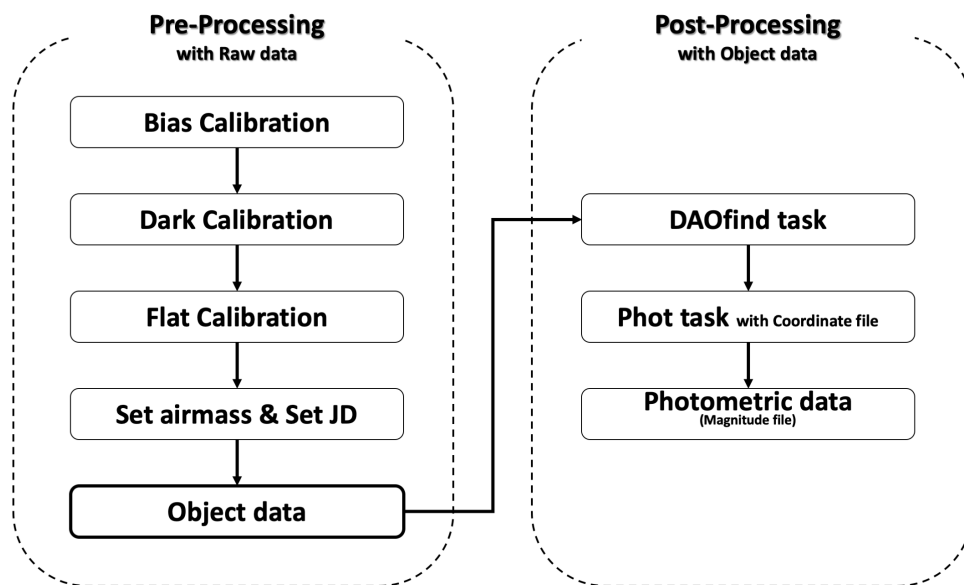 Pre-Processing
with Raw data
Bias Calibration
Dark Calibration
Flat Calibration
Set airmass & Set JD
Object data
Post-Processing
with Object data
DAOfind task
Phot task with Coordinate file
Photometric data
(Magnitude file)